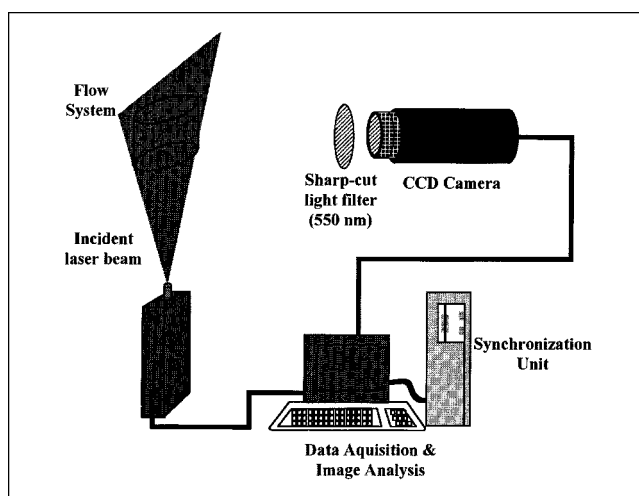 Flow
System
Sharp-cut
light filter
(550 nm)
CCD Camera
Incident
laser beam
Synchronization
Unit
Data Aquisition &
Image Analysis